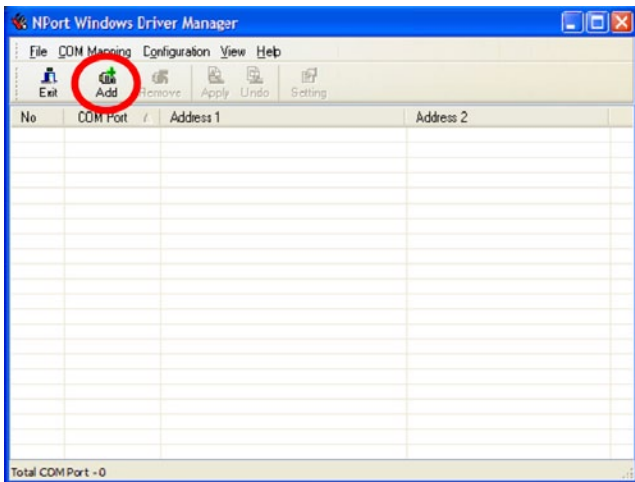 NPort Windows Driver Manager
File COM Mapping Configuration View Help
Exit Add Remove Apply Undo Setting
No COM Port / Address 1 Address 2
Total COM Port - 0